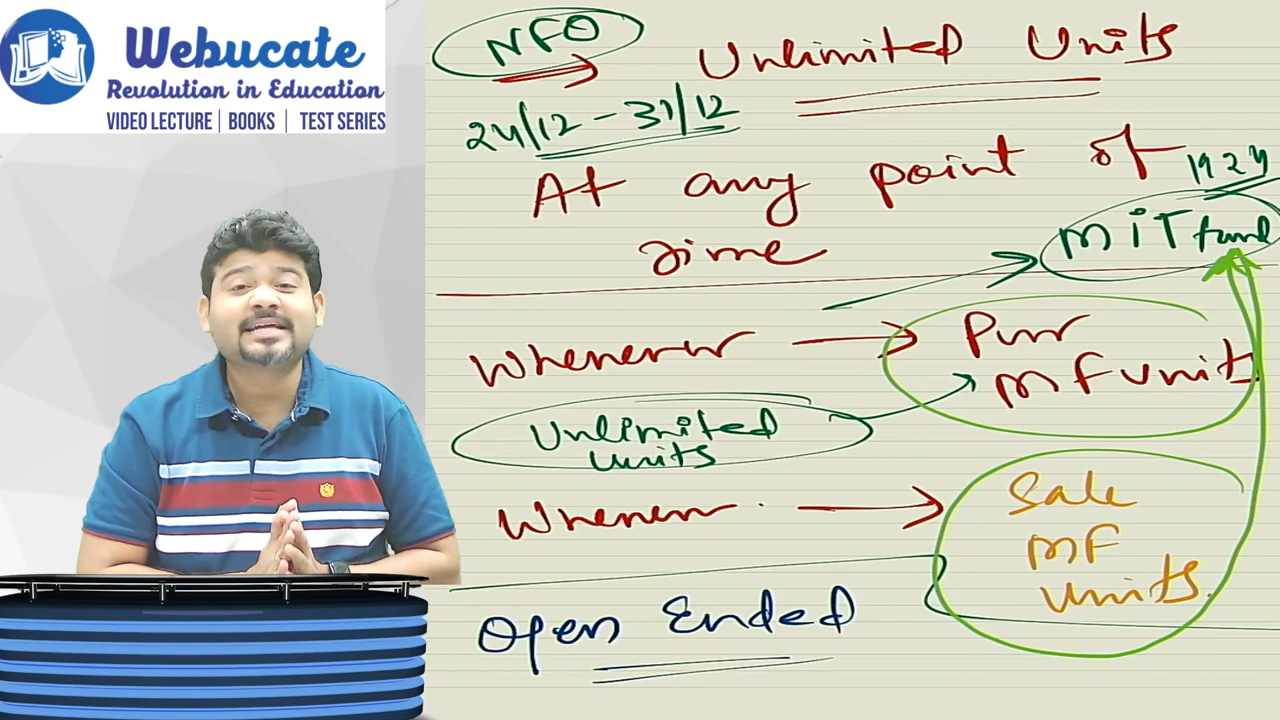 Webucate
Revolution in Education
VIDEO LECTURE | BOOKS | TEST SERIES
NFO
Unlimited Units
24/12 - 31/12
At any point of
time
1924
MiT fund
Whenever
Purr
MF units
Unlimited
units
Whenever
Sale
MF
units.
Open Ended